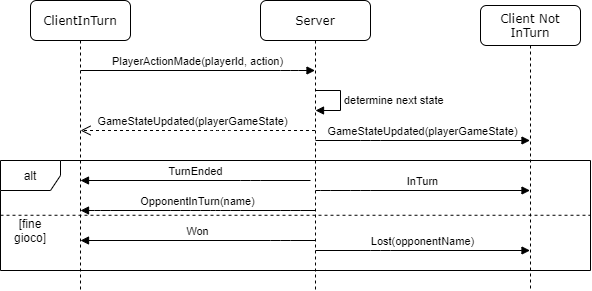 ClientInTurn
Server
Client Not
InTurn
PlayerActionMade(playerId, action)
determine next state
GameStateUpdated(playerGameState)
GameStateUpdated(playerGameState)
alt
TurnEnded
InTurn
OpponentInTurn(name)
[fine
gioco]
Won
Lost(opponentName)